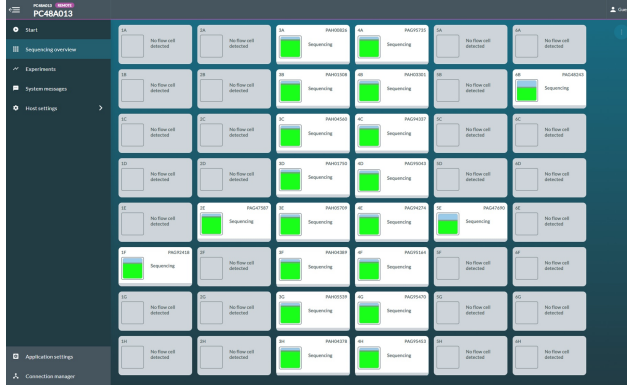 PC48A013 REMOTE
PC48A013
Gue
Start
Sequencing overview
Experiments
System messages
Host settings
Application settings
Connection manager
1A
No flow cell
detected
2A
No flow cell
detected
3A PAH00826
Sequencing
4A PAG95735
Sequencing
5A
No flow cell
detected
6A
No flow cell
detected
1B
No flow cell
detected
2B
No flow cell
detected
3B PAH01308
Sequencing
4B PAH03301
Sequencing
5B
No flow cell
detected
6B PAG48242
Sequencing
1C
No flow cell
detected
2C
No flow cell
detected
3C PAH04560
Sequencing
4C PAG94337
Sequencing
5C
No flow cell
detected
6C
No flow cell
detected
1D
No flow cell
detected
2D
No flow cell
detected
3D PAH01750
Sequencing
4D PAG95043
Sequencing
5D
No flow cell
detected
6D
No flow cell
detected
1E
No flow cell
detected
2E PAG47587
Sequencing
3E PAH05709
Sequencing
4E PAG94274
Sequencing
5E PAG47690
Sequencing
6E
No flow cell
detected
1F PAG92416
Sequencing
2F
No flow cell
detected
3F PAH04389
Sequencing
4F PAG95164
Sequencing
5F
No flow cell
detected
6F
No flow cell
detected
1G
No flow cell
detected
2G
No flow cell
detected
3G PAH05539
Sequencing
4G PAG95470
Sequencing
5G
No flow cell
detected
6G
No flow cell
detected
1H
No flow cell
detected
2H
No flow cell
detected
3H PAH04378
Sequencing
4H PAG95453
Sequencing
5H
No flow cell
detected
6H
No flow cell
detected